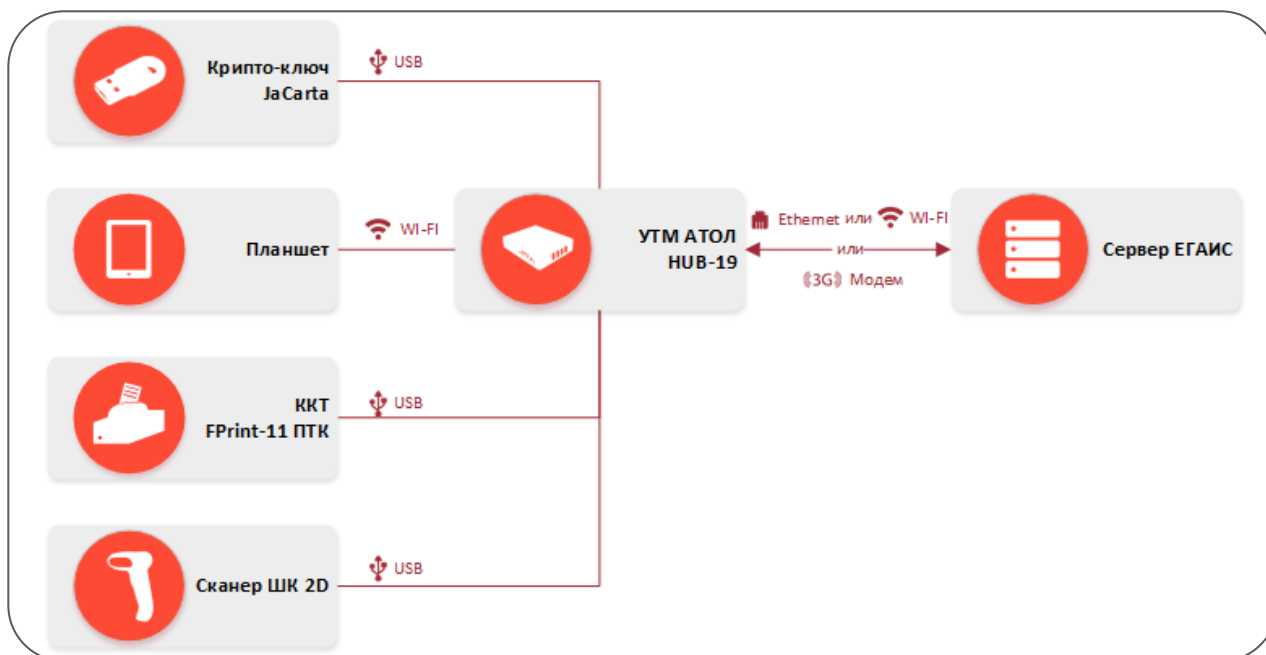 Крипто-ключ
JaCarta
USB
Планшет
WI-FI
УТМ АТОЛ
HUB-19
Ethernet или WI-FI
или
3G Модем
Сервер ЕГАИС
ККТ
FPrint-11 ПТК
USB
Сканер ШК 2D
USB